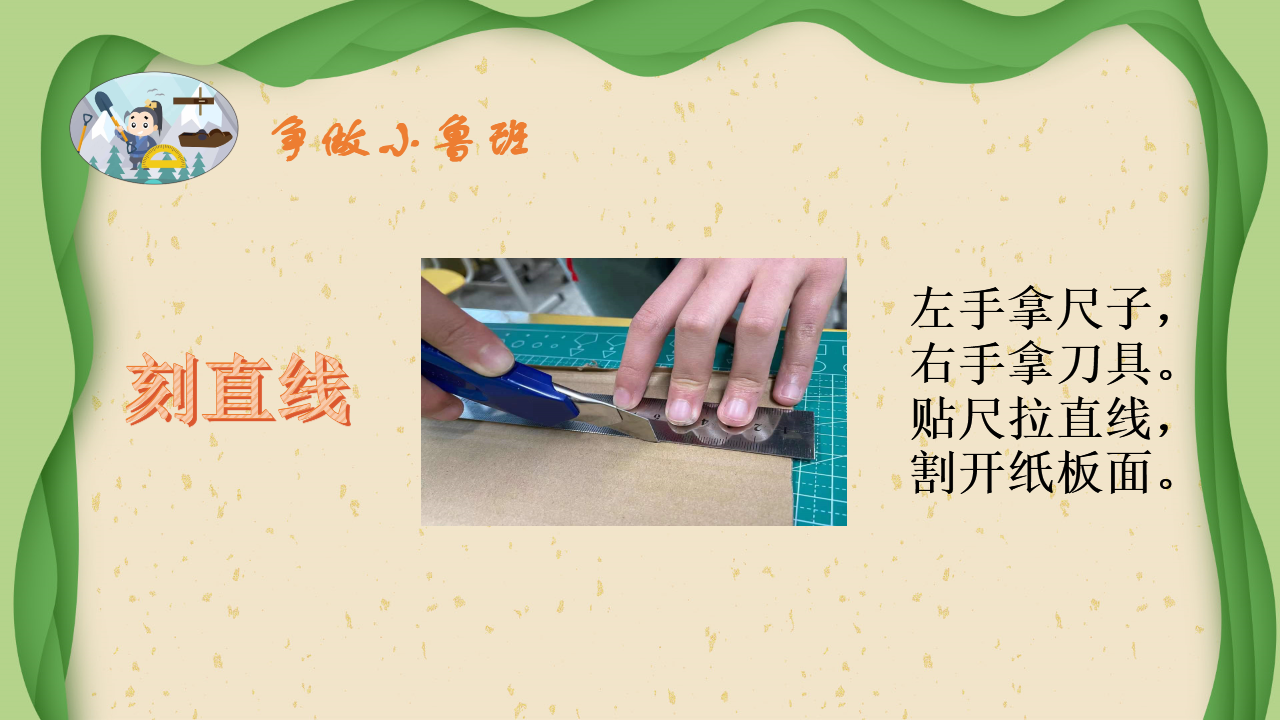 争做小鲁班
刻直线
左手拿尺子，
右手拿刀具。
贴尺拉直线，
割开纸板面。